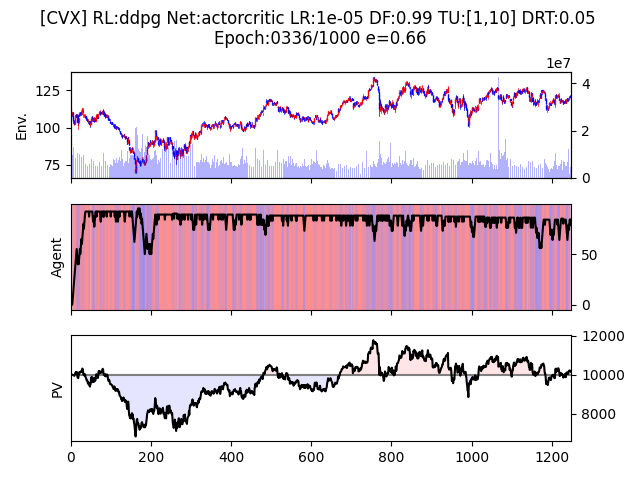 [CVX] RL:ddpg Net:actorcritic LR:1e-05 DF:0.99 TU:[1,10] DRT:0.05
Epoch:0336/1000 e=0.66
1e7
125
100
75
Env.
4
2
0
Agent
50
0
PV
12000
10000
8000
0 200 400 600 800 1000 1200